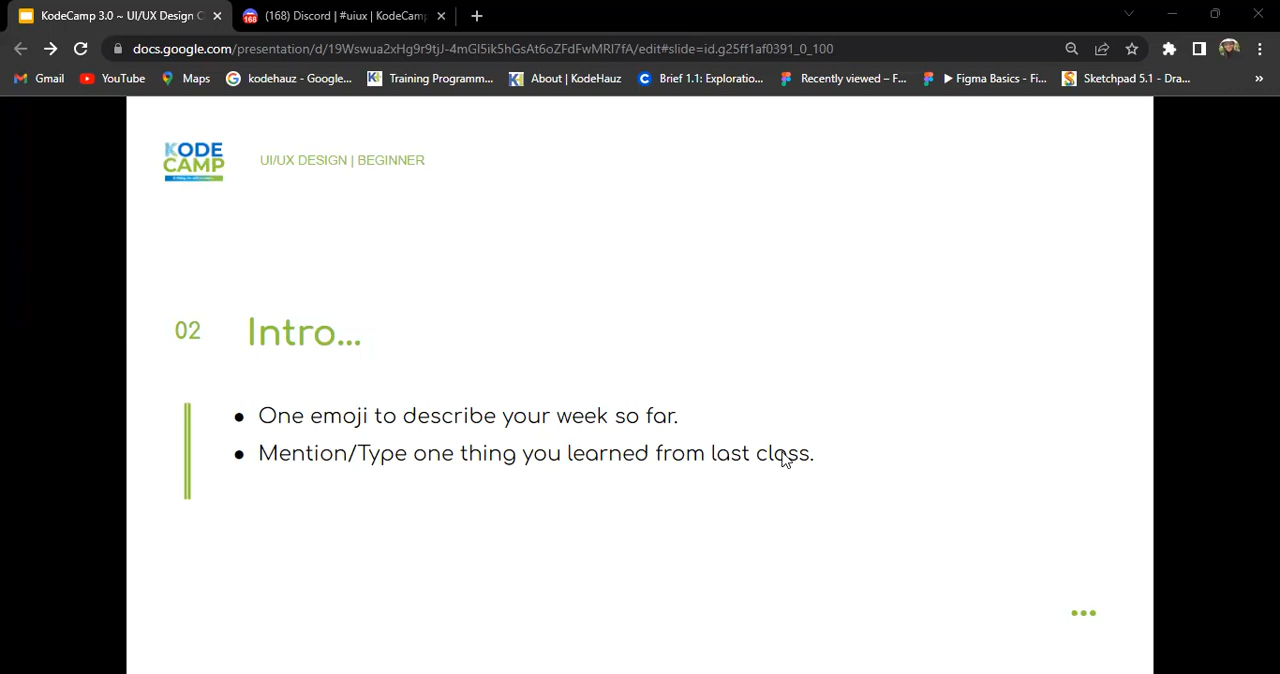 KodeCamp 3.0 ~ UI/UX Design C
168
(168) Discord | #uiux | KodeCamp
docs.google.com/presentation/d/19Wswua2xHg9r9tjJ-4mGI5ik5hGsAt6oZFdFwMRI7fA/edit#slide=id.g25ff1af0391_0_100
Gmail
YouTube
Maps
kodehauz - Google...
Training Programm...
About | KodeHauz
Brief 1.1: Exploratio...
Recently viewed – F...
▶ Figma Basics - Fi...
Sketchpad 5.1 - Dra...
»
KODE
CAMP
UI/UX DESIGN | BEGINNER
02 Intro...
● One emoji to describe your week so far.
● Mention/Type one thing you learned from last class.